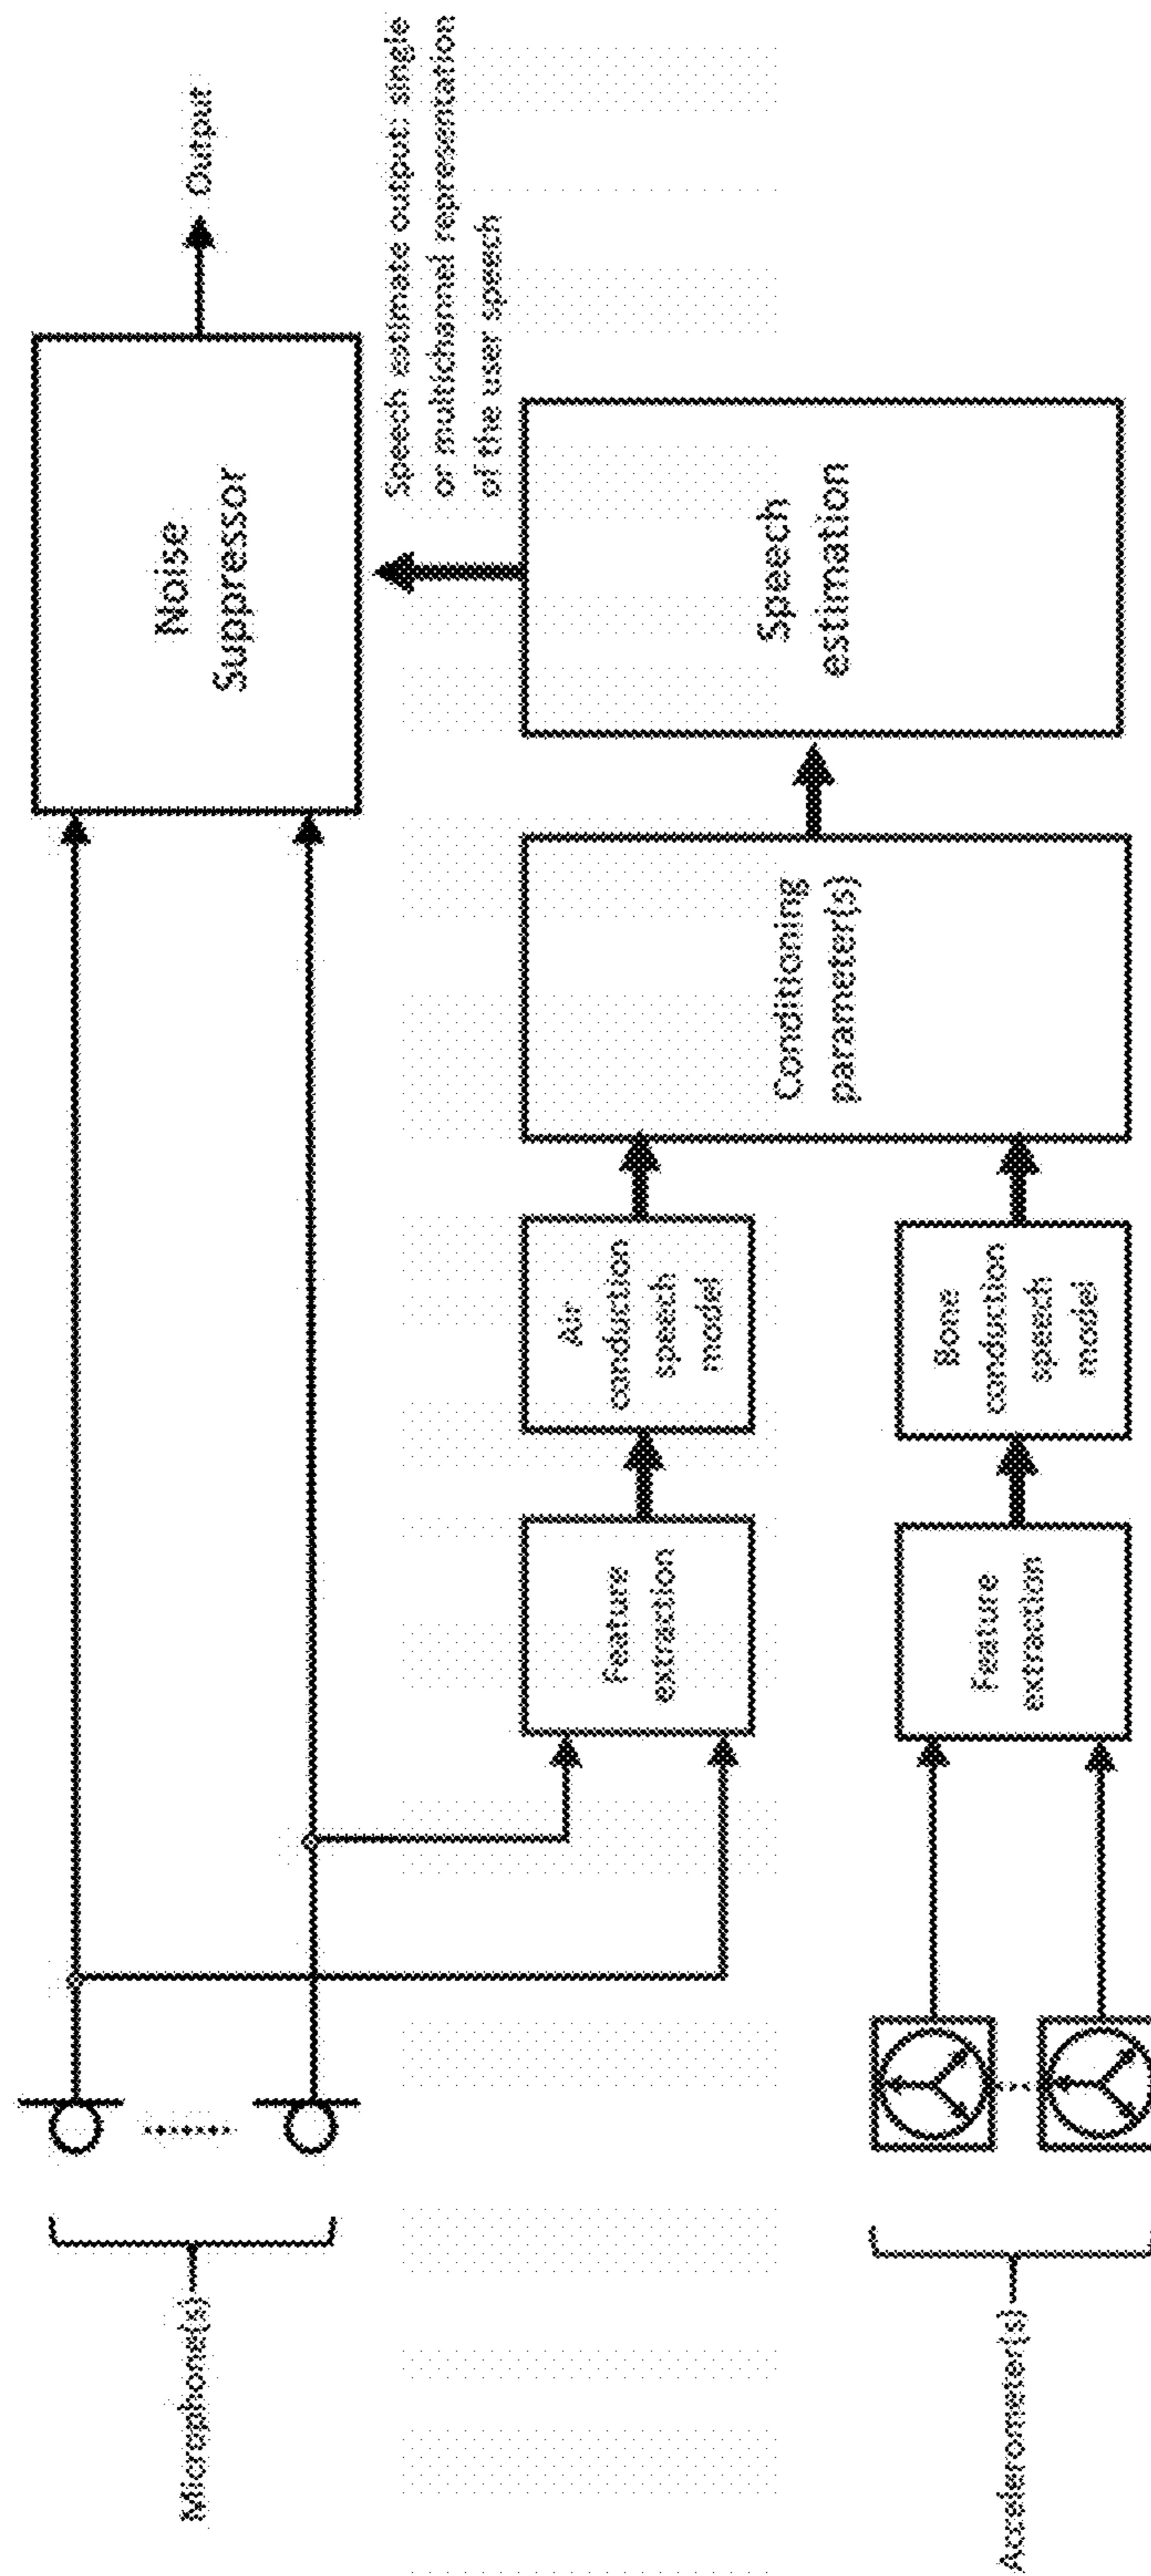 Microphone(s)
Accelerometer(s)
Feature
extraction
Feature
extraction
Air
conduction
speech
model
Bone
conduction
speech
model
Conditioning
parameter(s)
Speech
estimation
Speech estimate output: single
or multichannel representation
of the user speech
Noise
Suppressor
Output